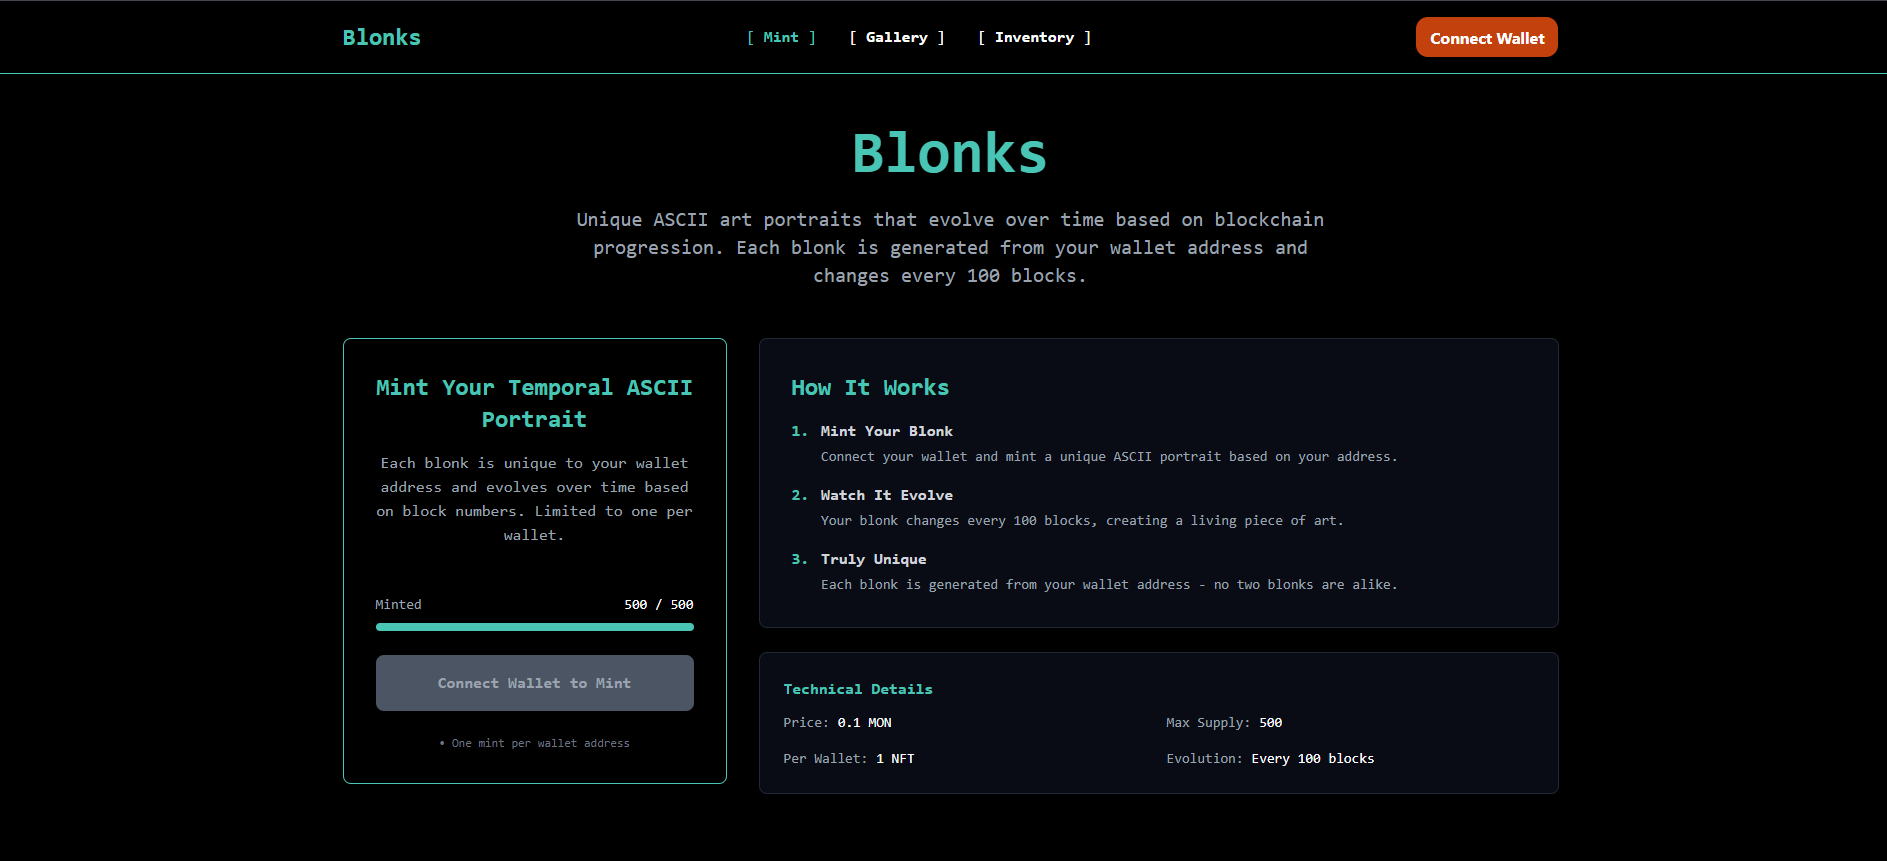 Blonks
[ Mint ] [ Gallery ] [ Inventory ]
Connect Wallet
Blonks
Unique ASCII art portraits that evolve over time based on blockchain
progression. Each blonk is generated from your wallet address and
changes every 100 blocks.
Mint Your Temporal ASCII
Portrait
Each blonk is unique to your wallet
address and evolves over time based
on block numbers. Limited to one per
wallet.
Minted 500 / 500
Connect Wallet to Mint
• One mint per wallet address
How It Works
1. Mint Your Blonk
Connect your wallet and mint a unique ASCII portrait based on your address.
2. Watch It Evolve
Your blonk changes every 100 blocks, creating a living piece of art.
3. Truly Unique
Each blonk is generated from your wallet address - no two blonks are alike.
Technical Details
Price: 0.1 MON Max Supply: 500
Per Wallet: 1 NFT Evolution: Every 100 blocks